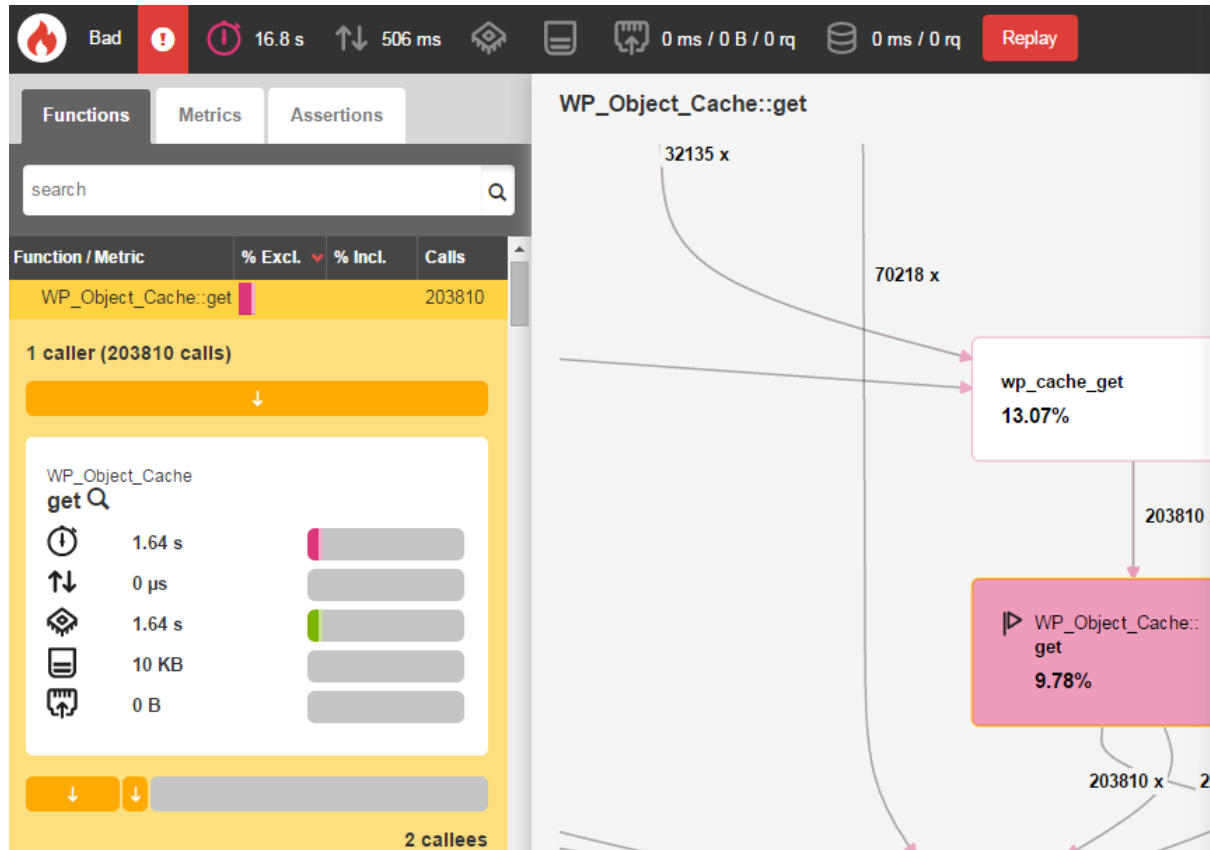 Bad
16.8 s
506 ms
0 ms / 0 B / 0 rq
0 ms / 0 rq
Replay
Functions
Metrics
Assertions
search
Function / Metric
% Excl.
% Incl.
Calls
WP_Object_Cache::get
203810
1 caller (203810 calls)
WP_Object_Cache
get
1.64 s
0 µs
1.64 s
10 KB
0 B
2 callees
WP_Object_Cache::get
32135 x
70218 x
wp_cache_get
13.07%
203810
WP_Object_Cache::
get
9.78%
203810 x
2